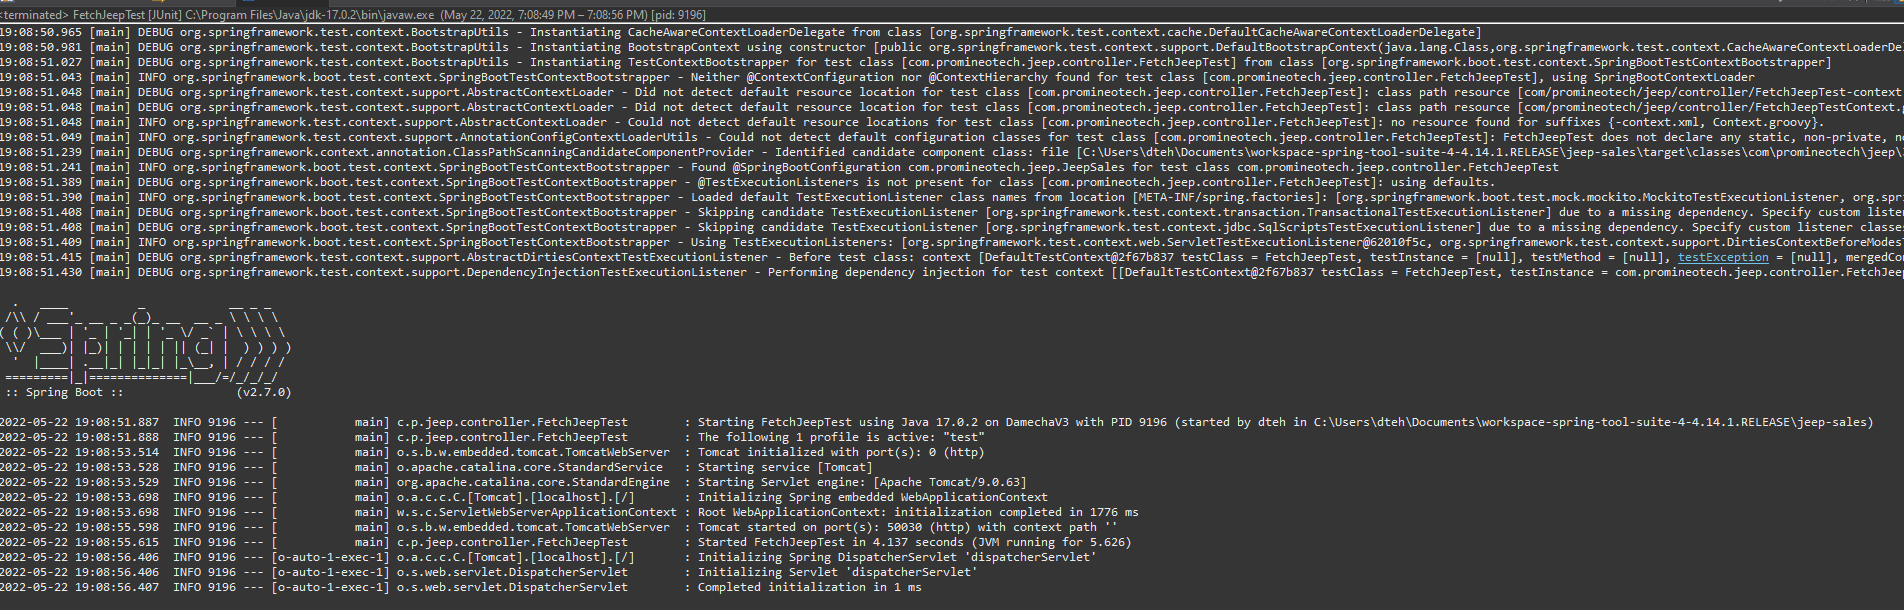 <terminated> FetchJeepTest [JUnit] C:\Program Files\Java\jdk-17.0.2\bin\javaw.exe (May 22, 2022, 7:08:49 PM – 7:08:56 PM) [pid: 9196]
19:08:50.965 [main] DEBUG org.springframework.test.context.BootstrapUtils - Instantiating CacheAwareContextLoaderDelegate from class [org.springframework.test.context.cache.DefaultCacheAwareContextLoaderDelegate]
19:08:50.981 [main] DEBUG org.springframework.test.context.BootstrapUtils - Instantiating BootstrapContext using constructor [public org.springframework.test.context.support.DefaultBootstrapContext(java.lang.Class,org.springframework.test.context.CacheAwareContextLoaderDel
19:08:51.027 [main] DEBUG org.springframework.test.context.BootstrapUtils - Instantiating TestContextBootstrapper for test class [com.promineotech.jeep.controller.FetchJeepTest] from class [org.springframework.boot.test.context.SpringBootTestContextBootstrapper]
19:08:51.043 [main] INFO org.springframework.boot.test.context.SpringBootTestContextBootstrapper - Neither @ContextConfiguration nor @ContextHierarchy found for test class [com.promineotech.jeep.controller.FetchJeepTest], using SpringBootContextLoader
19:08:51.048 [main] DEBUG org.springframework.test.context.support.AbstractContextLoader - Did not detect default resource location for test class [com.promineotech.jeep.controller.FetchJeepTest]: class path resource [com/promineotech/jeep/controller/FetchJeepTest-context
19:08:51.048 [main] DEBUG org.springframework.test.context.support.AbstractContextLoader - Did not detect default resource location for test class [com.promineotech.jeep.controller.FetchJeepTest]: class path resource [com/promineotech/jeep/controller/FetchJeepTestContext.
19:08:51.048 [main] INFO org.springframework.test.context.support.AbstractContextLoader - Could not detect default resource locations for test class [com.promineotech.jeep.controller.FetchJeepTest]: no resource found for suffixes {-context.xml, Context.groovy}.
19:08:51.049 [main] INFO org.springframework.test.context.support.AnnotationConfigContextLoaderUtils - Could not detect default configuration classes for test class [com.promineotech.jeep.controller.FetchJeepTest]: FetchJeepTest does not declare any static, non-private, no
19:08:51.239 [main] DEBUG org.springframework.context.annotation.ClassPathScanningCandidateComponentProvider - Identified candidate component class: file [C:\Users\dteh\Documents\workspace-spring-tool-suite-4-4.14.1.RELEASE\jeep-sales\target\classes\com\promineotech\jeep\
19:08:51.241 [main] INFO org.springframework.boot.test.context.SpringBootTestContextBootstrapper - Found @SpringBootConfiguration com.promineotech.jeep.JeepSales for test class com.promineotech.jeep.controller.FetchJeepTest
19:08:51.389 [main] DEBUG org.springframework.boot.test.context.SpringBootTestContextBootstrapper - @TestExecutionListeners is not present for class [com.promineotech.jeep.controller.FetchJeepTest]: using defaults.
19:08:51.390 [main] INFO org.springframework.boot.test.context.SpringBootTestContextBootstrapper - Loaded default TestExecutionListener class names from location [META-INF/spring.factories]: [org.springframework.boot.test.mock.mockito.MockitoTestExecutionListener, org.spri
19:08:51.408 [main] DEBUG org.springframework.boot.test.context.SpringBootTestContextBootstrapper - Skipping candidate TestExecutionListener [org.springframework.test.context.transaction.TransactionalTestExecutionListener] due to a missing dependency. Specify custom listene
19:08:51.408 [main] DEBUG org.springframework.boot.test.context.SpringBootTestContextBootstrapper - Skipping candidate TestExecutionListener [org.springframework.test.context.jdbc.SqlScriptsTestExecutionListener] due to a missing dependency. Specify custom listener classes
19:08:51.409 [main] INFO org.springframework.boot.test.context.SpringBootTestContextBootstrapper - Using TestExecutionListeners: [org.springframework.test.context.web.ServletTestExecutionListener@62010f5c, org.springframework.test.context.support.DirtiesContextBeforeModesT
19:08:51.415 [main] DEBUG org.springframework.test.context.support.AbstractDirtiesContextTestExecutionListener - Before test class: context [DefaultTestContext@2f67b837 testClass = FetchJeepTest, testInstance = [null], testMethod = [null], testException = [null], mergedCon
19:08:51.430 [main] DEBUG org.springframework.test.context.support.DependencyInjectionTestExecutionListener - Performing dependency injection for test context [[DefaultTestContext@2f67b837 testClass = FetchJeepTest, testInstance = com.promineotech.jeep.controller.FetchJeep
Spring
:: Spring Boot :: (v2.7.0)
2022-05-22 19:08:51.887 INFO 9196 --- [ main] c.p.jeep.controller.FetchJeepTest : Starting FetchJeepTest using Java 17.0.2 on DamechaV3 with PID 9196 (started by dteh in C:\Users\dteh\Documents\workspace-spring-tool-suite-4-4.14.1.RELEASE\jeep-sales)
2022-05-22 19:08:51.888 INFO 9196 --- [ main] c.p.jeep.controller.FetchJeepTest : The following 1 profile is active: "test"
2022-05-22 19:08:53.514 INFO 9196 --- [ main] o.s.b.w.embedded.tomcat.TomcatWebServer : Tomcat initialized with port(s): 0 (http)
2022-05-22 19:08:53.528 INFO 9196 --- [ main] o.apache.catalina.core.StandardService : Starting service [Tomcat]
2022-05-22 19:08:53.529 INFO 9196 --- [ main] org.apache.catalina.core.StandardEngine : Starting Servlet engine: [Apache Tomcat/9.0.63]
2022-05-22 19:08:53.698 INFO 9196 --- [ main] o.a.c.c.C.[Tomcat].[localhost].[/] : Initializing Spring embedded WebApplicationContext
2022-05-22 19:08:53.698 INFO 9196 --- [ main] w.s.c.ServletWebServerApplicationContext : Root WebApplicationContext: initialization completed in 1776 ms
2022-05-22 19:08:55.598 INFO 9196 --- [ main] o.s.b.w.embedded.tomcat.TomcatWebServer : Tomcat started on port(s): 50030 (http) with context path ''
2022-05-22 19:08:55.615 INFO 9196 --- [ main] c.p.jeep.controller.FetchJeepTest : Started FetchJeepTest in 4.137 seconds (JVM running for 5.626)
2022-05-22 19:08:56.406 INFO 9196 --- [o-auto-1-exec-1] o.a.c.c.C.[Tomcat].[localhost].[/] : Initializing Spring DispatcherServlet 'dispatcherServlet'
2022-05-22 19:08:56.406 INFO 9196 --- [o-auto-1-exec-1] o.s.web.servlet.DispatcherServlet : Initializing Servlet 'dispatcherServlet'
2022-05-22 19:08:56.407 INFO 9196 --- [o-auto-1-exec-1] o.s.web.servlet.DispatcherServlet : Completed initialization in 1 ms